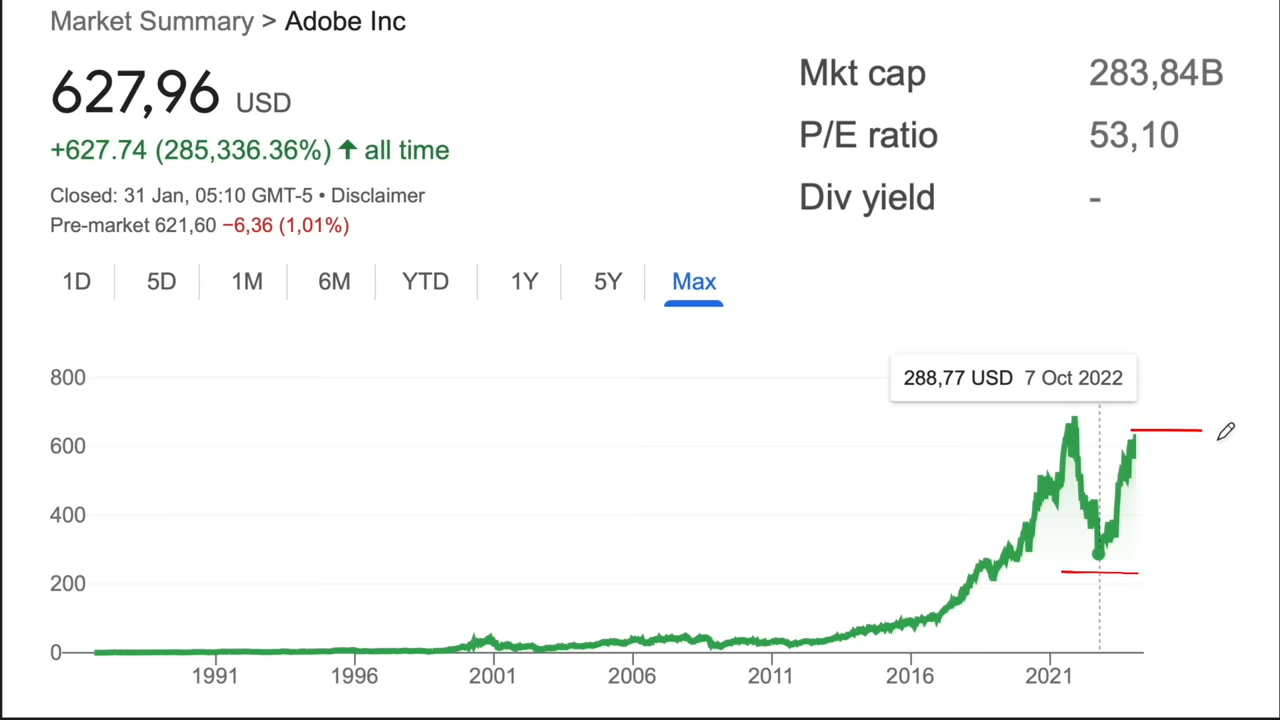 Market Summary > Adobe Inc
627,96 USD
+627.74 (285,336.36%) ↑ all time
Closed: 31 Jan, 05:10 GMT-5 • Disclaimer
Pre-market 621,60 −6,36 (1,01%)
Mkt cap 283,84B
P/E ratio 53,10
Div yield -
1D 5D 1M 6M YTD 1Y 5Y Max
288,77 USD 7 Oct 2022
800
600
400
200
0
1991 1996 2001 2006 2011 2016 2021